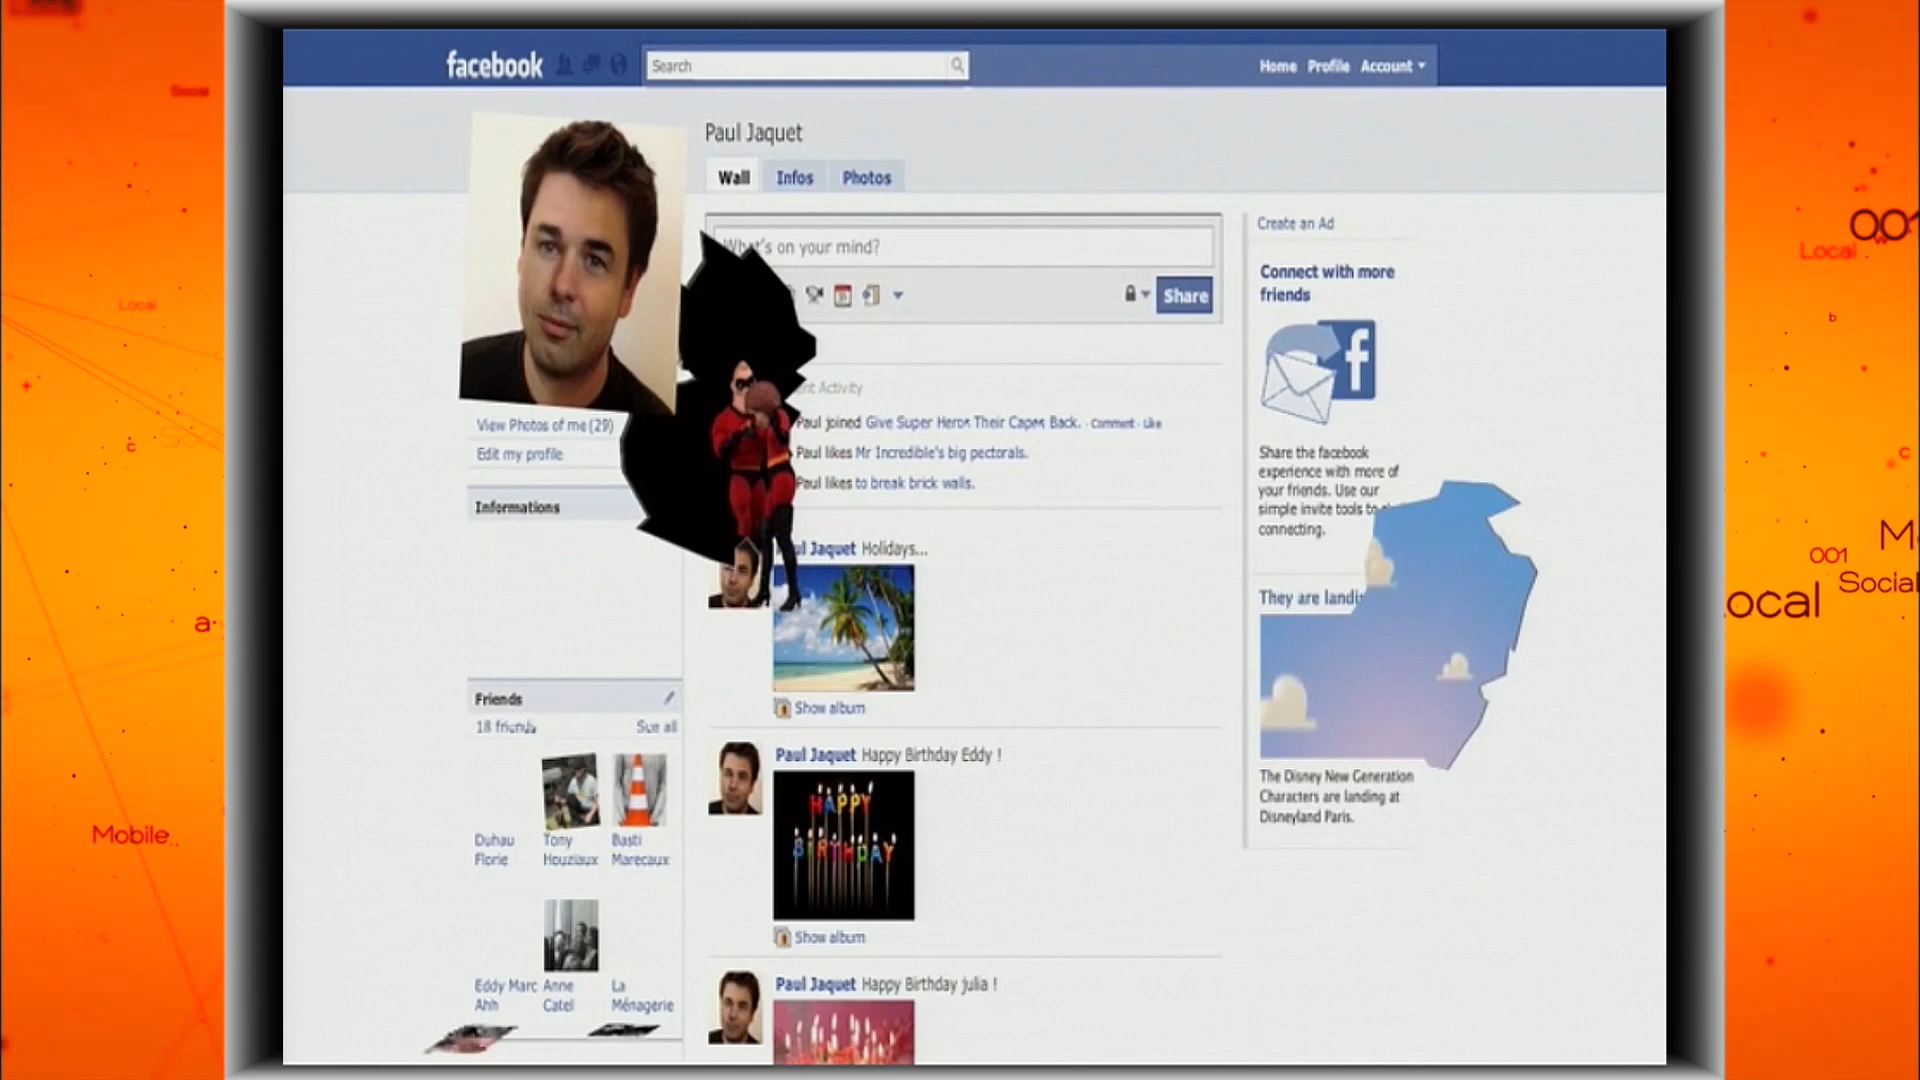 facebook
Search
Home Profile Account
Paul Jaquet
Wall Infos Photos
What's on your mind?
Share
View Photos of me (29)
Edit my profile
Informations
Friends
18 friends
See all
Duhau
Florie
Tony
Houziaux
Basti
Marecaux
Eddy Marc
Ahh
Anne
Catel
La
Ménagerie
nt Activity
Paul joined Give Super Heros Their Capes Back. · Comment · Like
Paul likes Mr Incredible's big pectorals.
Paul likes to break brick walls.
ul Jaquet Holidays...
Show album
Paul Jaquet Happy Birthday Eddy !
HAPPY
BIRTHDAY
Show album
Paul Jaquet Happy Birthday julia !
Create an Ad
Connect with more
friends
f
Share the facebook
experience with more of
your friends. Use our
simple invite tools to
connecting.
They are landi
The Disney New Generation
Characters are landing at
Disneyland Paris.
Social
Local
c
a
Mobile
001
Local
w
b
c
M
001
Social
ocal